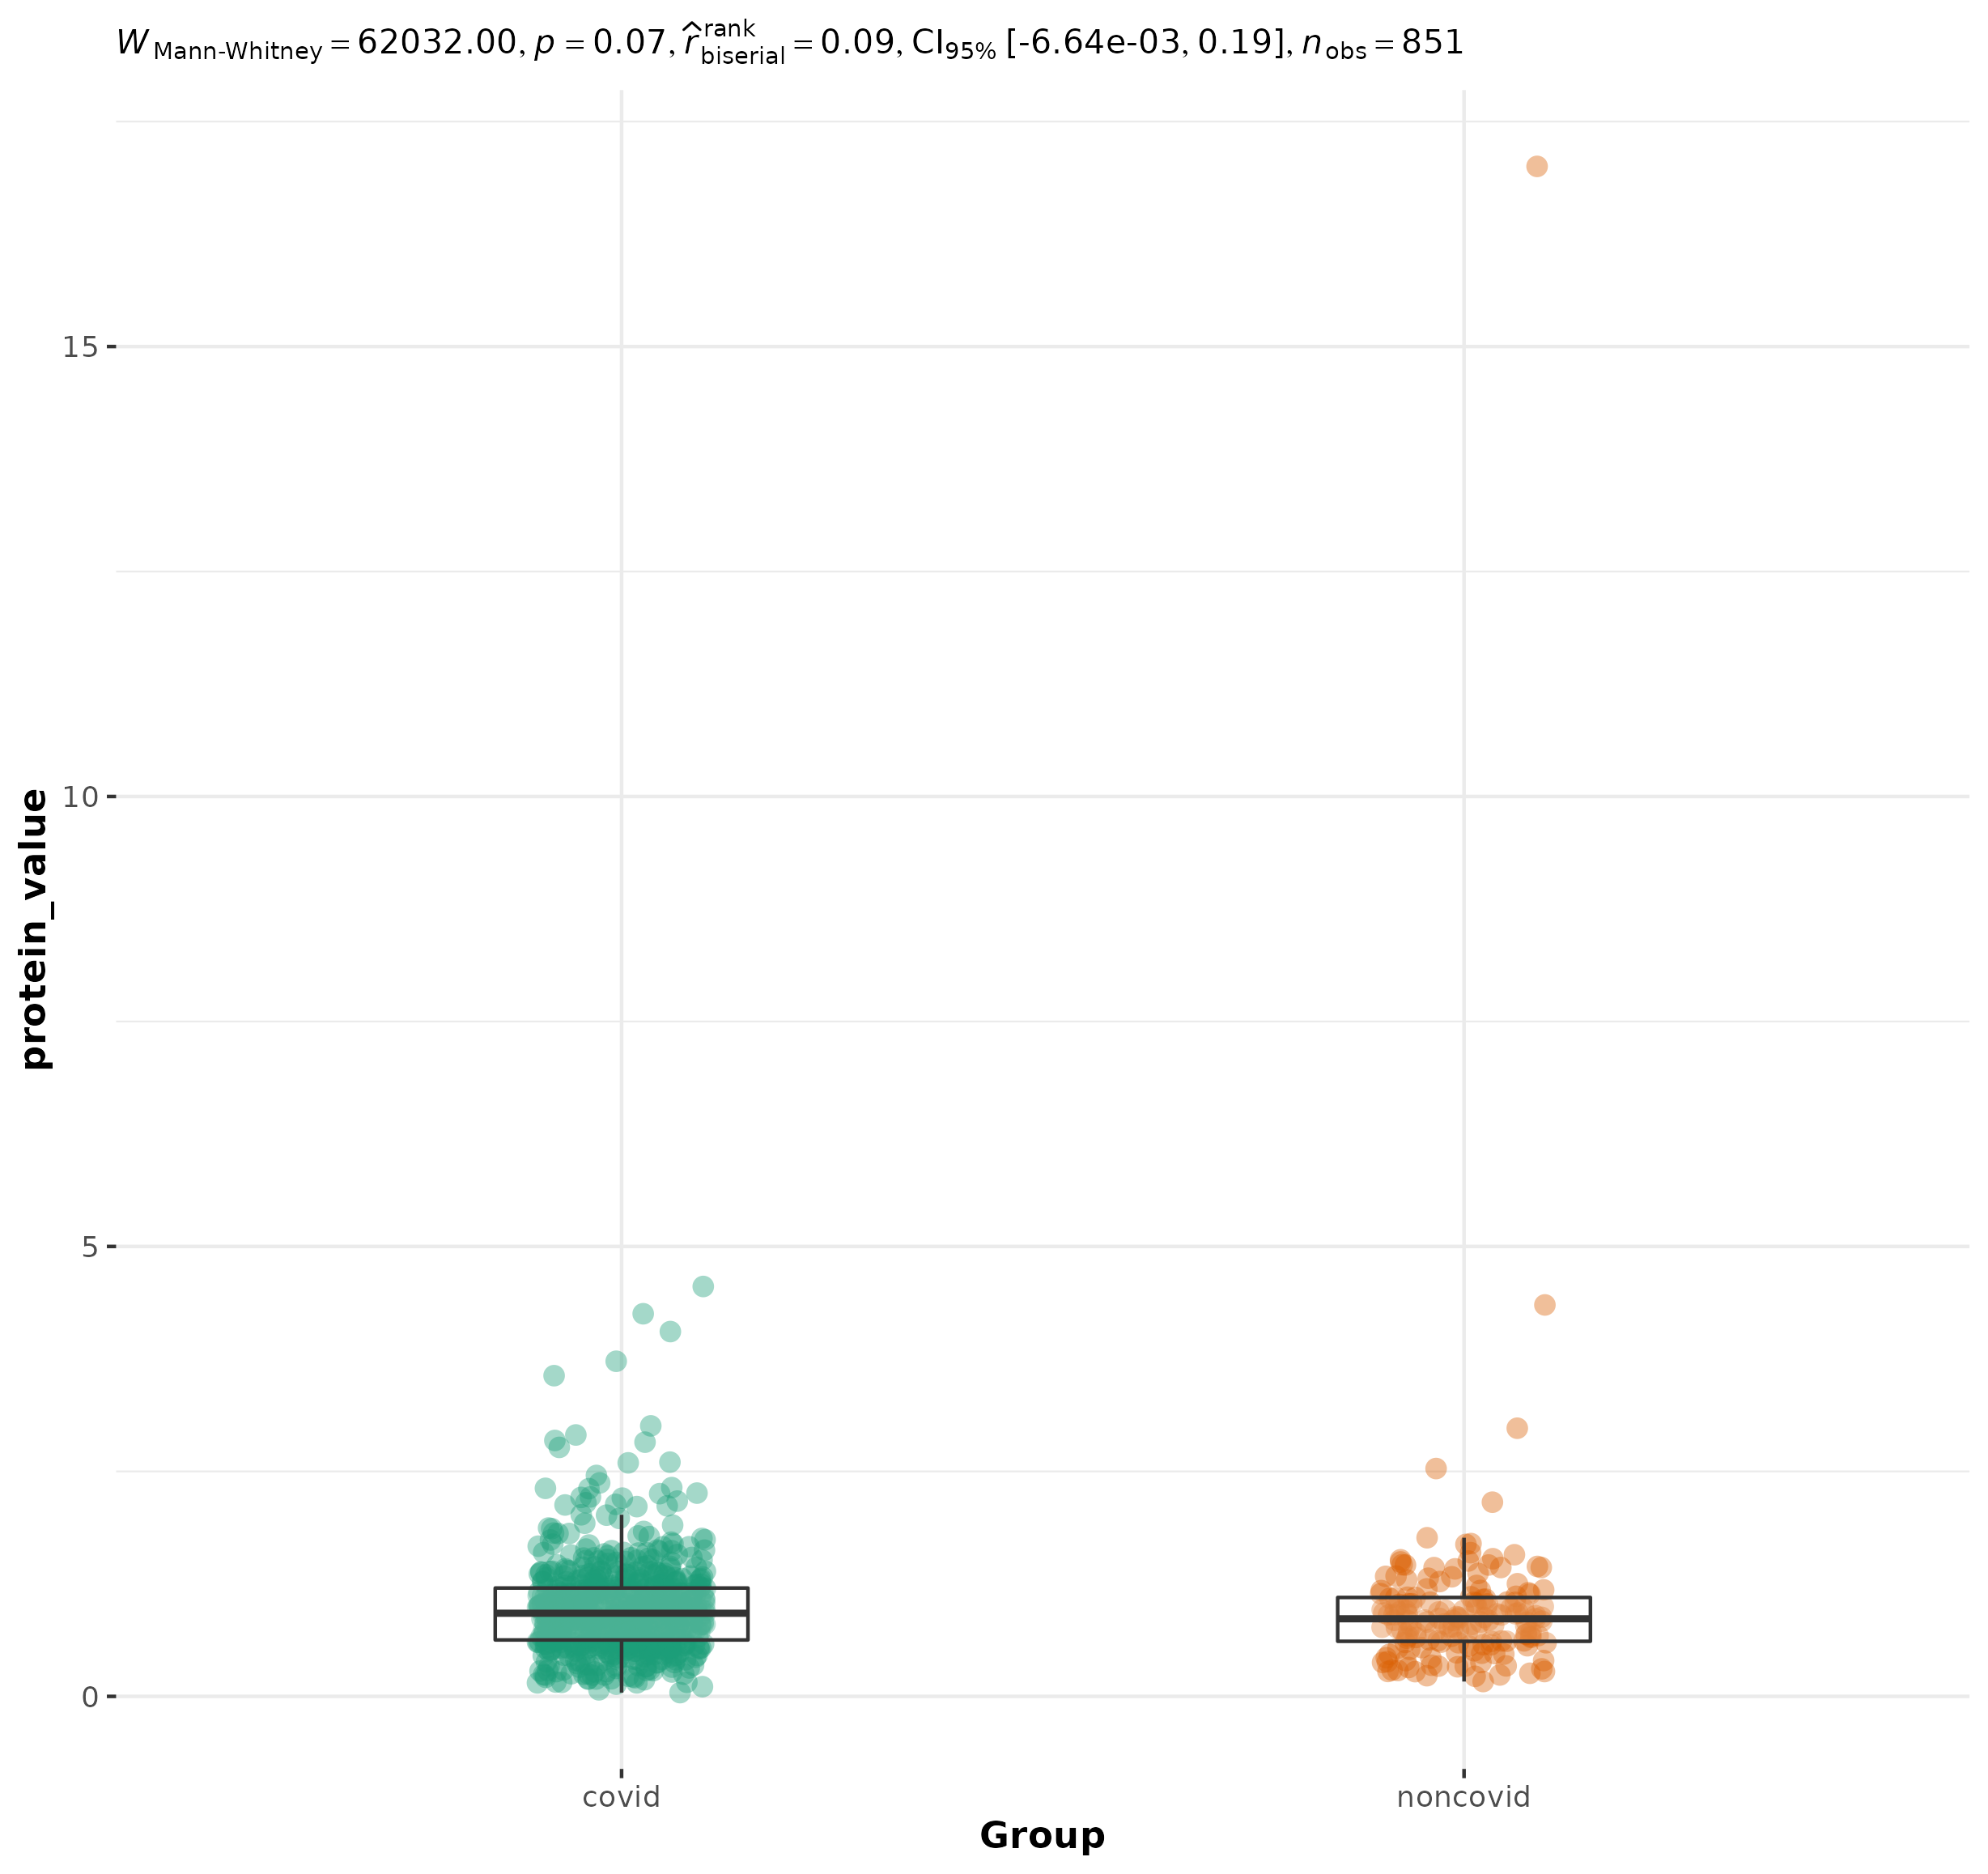 W Mann-Whitney = 62032.00, p = 0.07, r̂ rank biserial = 0.09, CI95% [-6.64e-03, 0.19], nobs = 851
15
10
5
0
protein_value
covid noncovid
Group